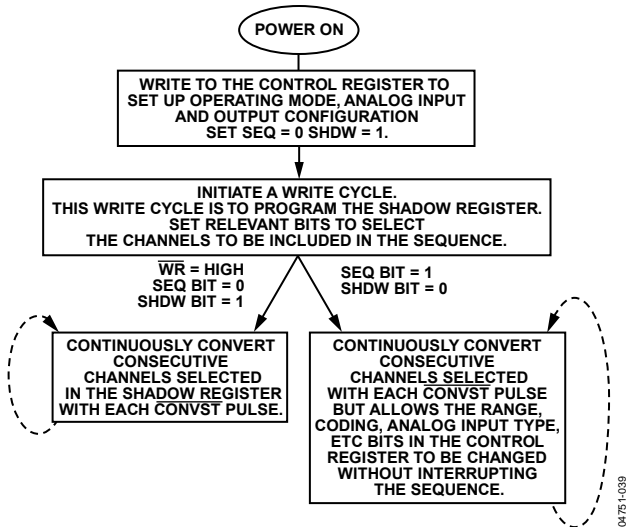 POWER ON
WRITE TO THE CONTROL REGISTER TO
SET UP OPERATING MODE, ANALOG INPUT
AND OUTPUT CONFIGURATION
SET SEQ = 0 SHDW = 1.
INITIATE A WRITE CYCLE.
THIS WRITE CYCLE IS TO PROGRAM THE SHADOW REGISTER.
SET RELEVANT BITS TO SELECT
THE CHANNELS TO BE INCLUDED IN THE SEQUENCE.
WR = HIGH
SEQ BIT = 0
SHDW BIT = 1
SEQ BIT = 1
SHDW BIT = 0
CONTINUOUSLY CONVERT
CONSECUTIVE
CHANNELS SELECTED
IN THE SHADOW REGISTER
WITH EACH CONVST PULSE.
CONTINUOUSLY CONVERT
CONSECUTIVE
CHANNELS SELECTED
WITH EACH CONVST PULSE
BUT ALLOWS THE RANGE,
CODING, ANALOG INPUT TYPE,
ETC BITS IN THE CONTROL
REGISTER TO BE CHANGED
WITHOUT INTERRUPTING
THE SEQUENCE.
04751-039